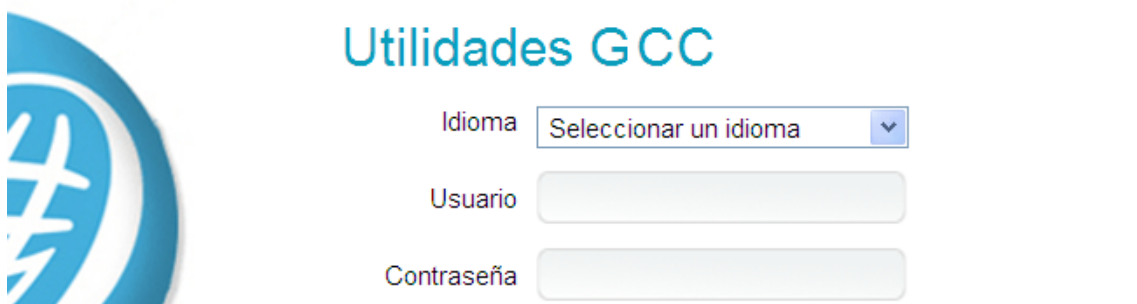 Utilidades GCC
Idioma Seleccionar un idioma
Usuario
Contraseña